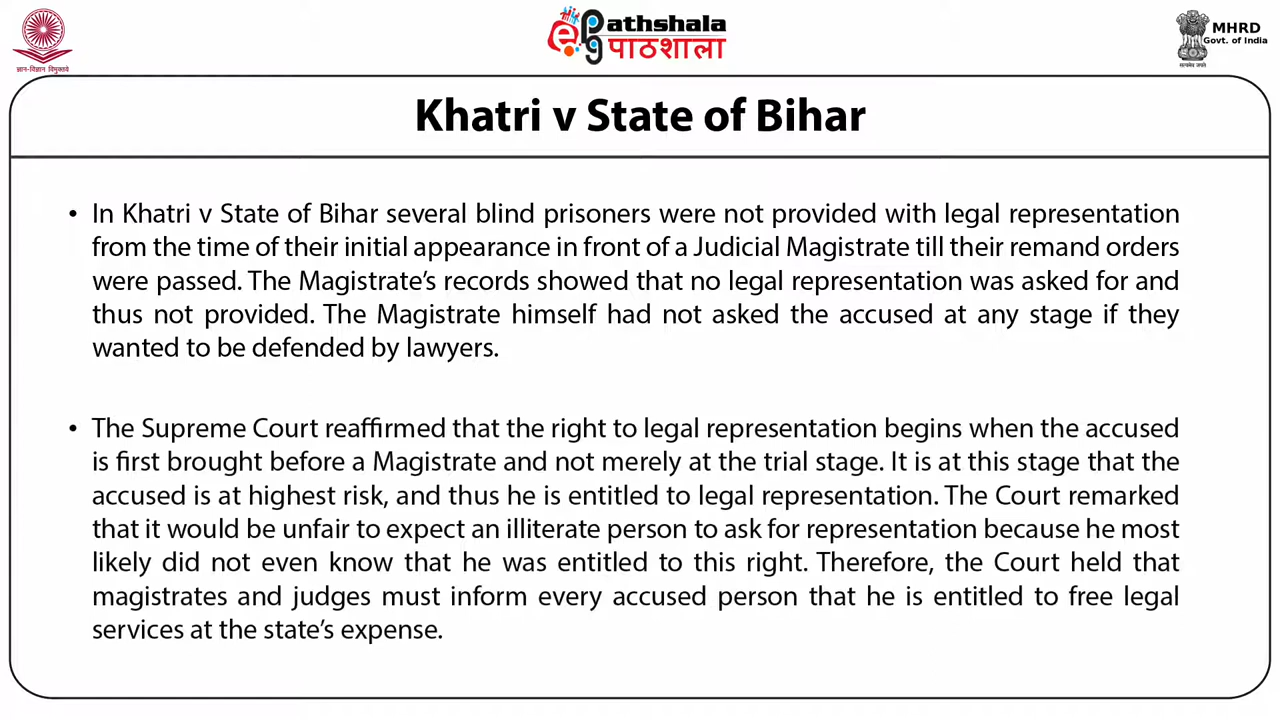 ज्ञान-विज्ञान विमुक्तये
ePathshala
पाठशाला
MHRD
Govt. of India
सत्यमेव जयते
Khatri v State of Bihar
• In Khatri v State of Bihar several blind prisoners were not provided with legal representation
from the time of their initial appearance in front of a Judicial Magistrate till their remand orders
were passed. The Magistrate’s records showed that no legal representation was asked for and
thus not provided. The Magistrate himself had not asked the accused at any stage if they
wanted to be defended by lawyers.
• The Supreme Court reaffirmed that the right to legal representation begins when the accused
is first brought before a Magistrate and not merely at the trial stage. It is at this stage that the
accused is at highest risk, and thus he is entitled to legal representation. The Court remarked
that it would be unfair to expect an illiterate person to ask for representation because he most
likely did not even know that he was entitled to this right. Therefore, the Court held that
magistrates and judges must inform every accused person that he is entitled to free legal
services at the state’s expense.